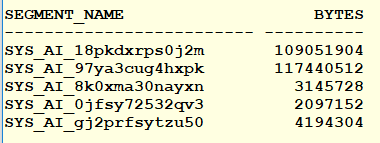 SEGMENT_NAME                   BYTES
------------------------- ----------
SYS_AI_18pkdxrps0j2m       109051904
SYS_AI_97ya3cug4hxpk       117440512
SYS_AI_8k0xma30nayxn         3145728
SYS_AI_0jfsy72532qv3         2097152
SYS_AI_gj2prfsytzu50         4194304